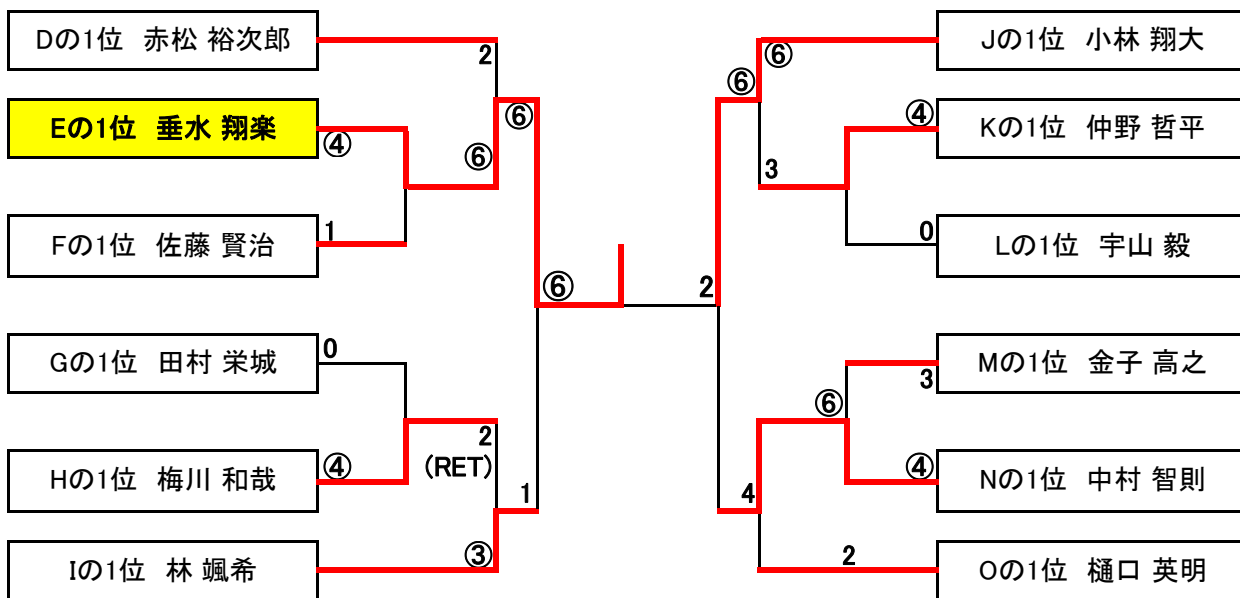 Dの1位 赤松 裕次郎
2
Eの1位 垂水 翔楽
④
⑥
⑥
Fの1位 佐藤 賢治
1
⑥
Gの1位 田村 栄城
0
Hの1位 梅川 和哉
④
2
(RET)
1
Iの1位 林 颯希
③
Jの1位 小林 翔大
⑥
⑥
Kの1位 仲野 哲平
④
3
Lの1位 宇山 毅
0
2
Mの1位 金子 高之
3
⑥
Nの1位 中村 智則
④
4
Oの1位 樋口 英明
2